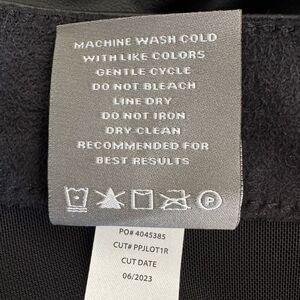 MACHINE WASH COLD
WITH LIKE COLORS
GENTLE CYCLE
DO NOT BLEACH
LINE DRY
DO NOT IRON
DRY CLEAN
RECOMMENDED FOR
BEST RESULTS
P
PO# 4045385
CUT# PPJLOT1R
CUT DATE
06/2023